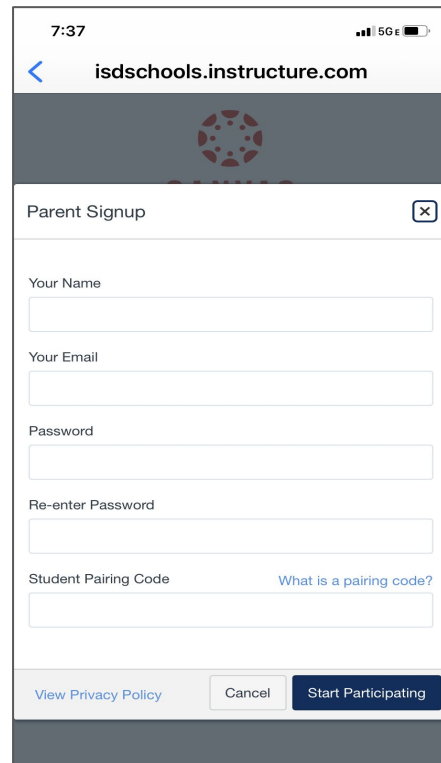 7:37 5GE
isdschools.instructure.com
Parent Signup
Your Name
Your Email
Password
Re-enter Password
Student Pairing Code What is a pairing code?
View Privacy Policy Cancel Start Participating